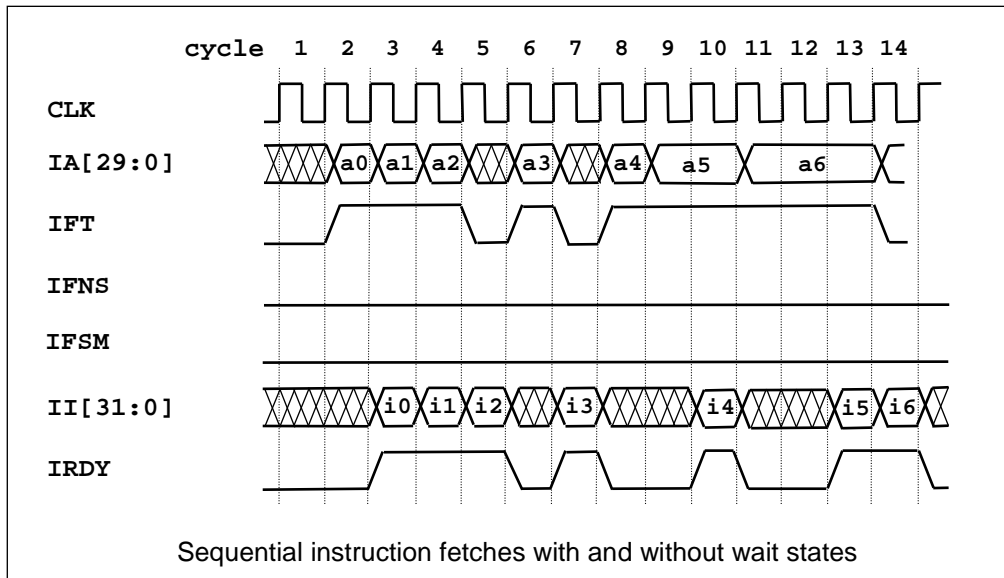 cycle 1 2 3 4 5 6 7 8 9 10 11 12 13 14
CLK
IA[29:0] a0 a1 a2 a3 a4 a5 a6
IFT
IFNS
IFSM
II[31:0] i0 i1 i2 i3 i4 i5 i6
IRDY
Sequential instruction fetches with and without wait states